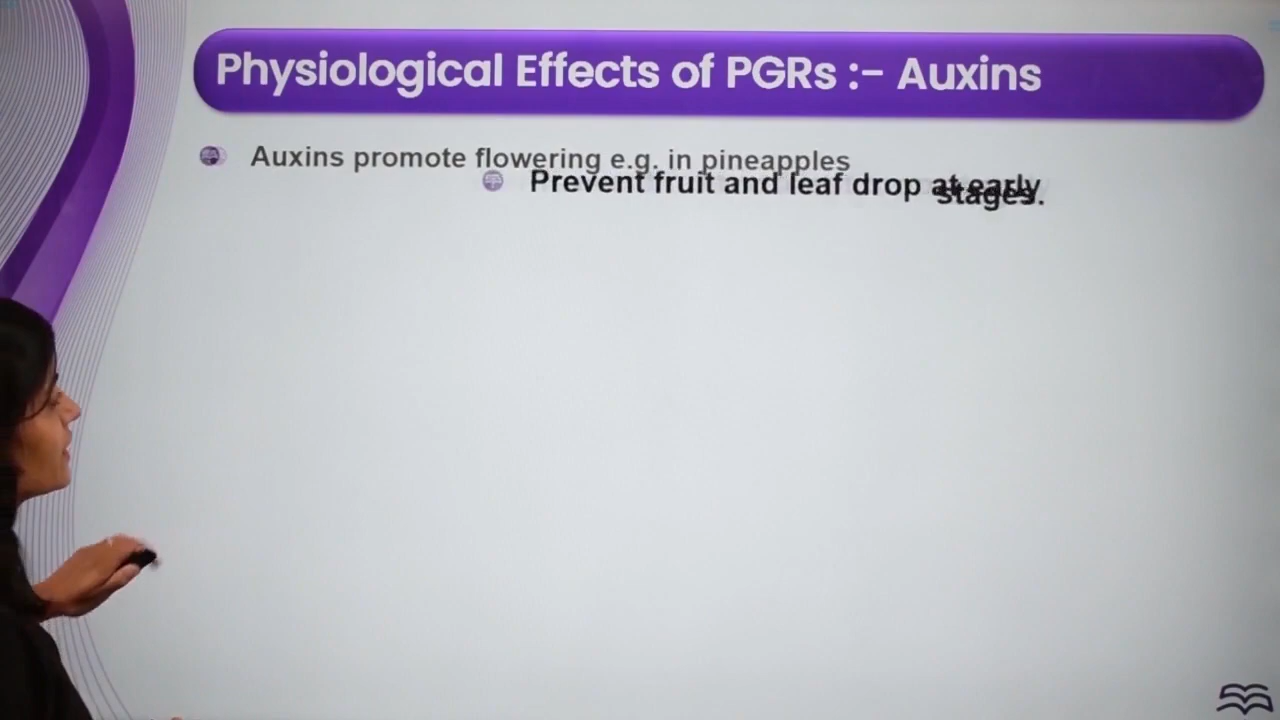 Physiological Effects of PGRs :- Auxins
Auxins promote flowering e.g. in pineapples
Prevent fruit and leaf drop at early
stages.